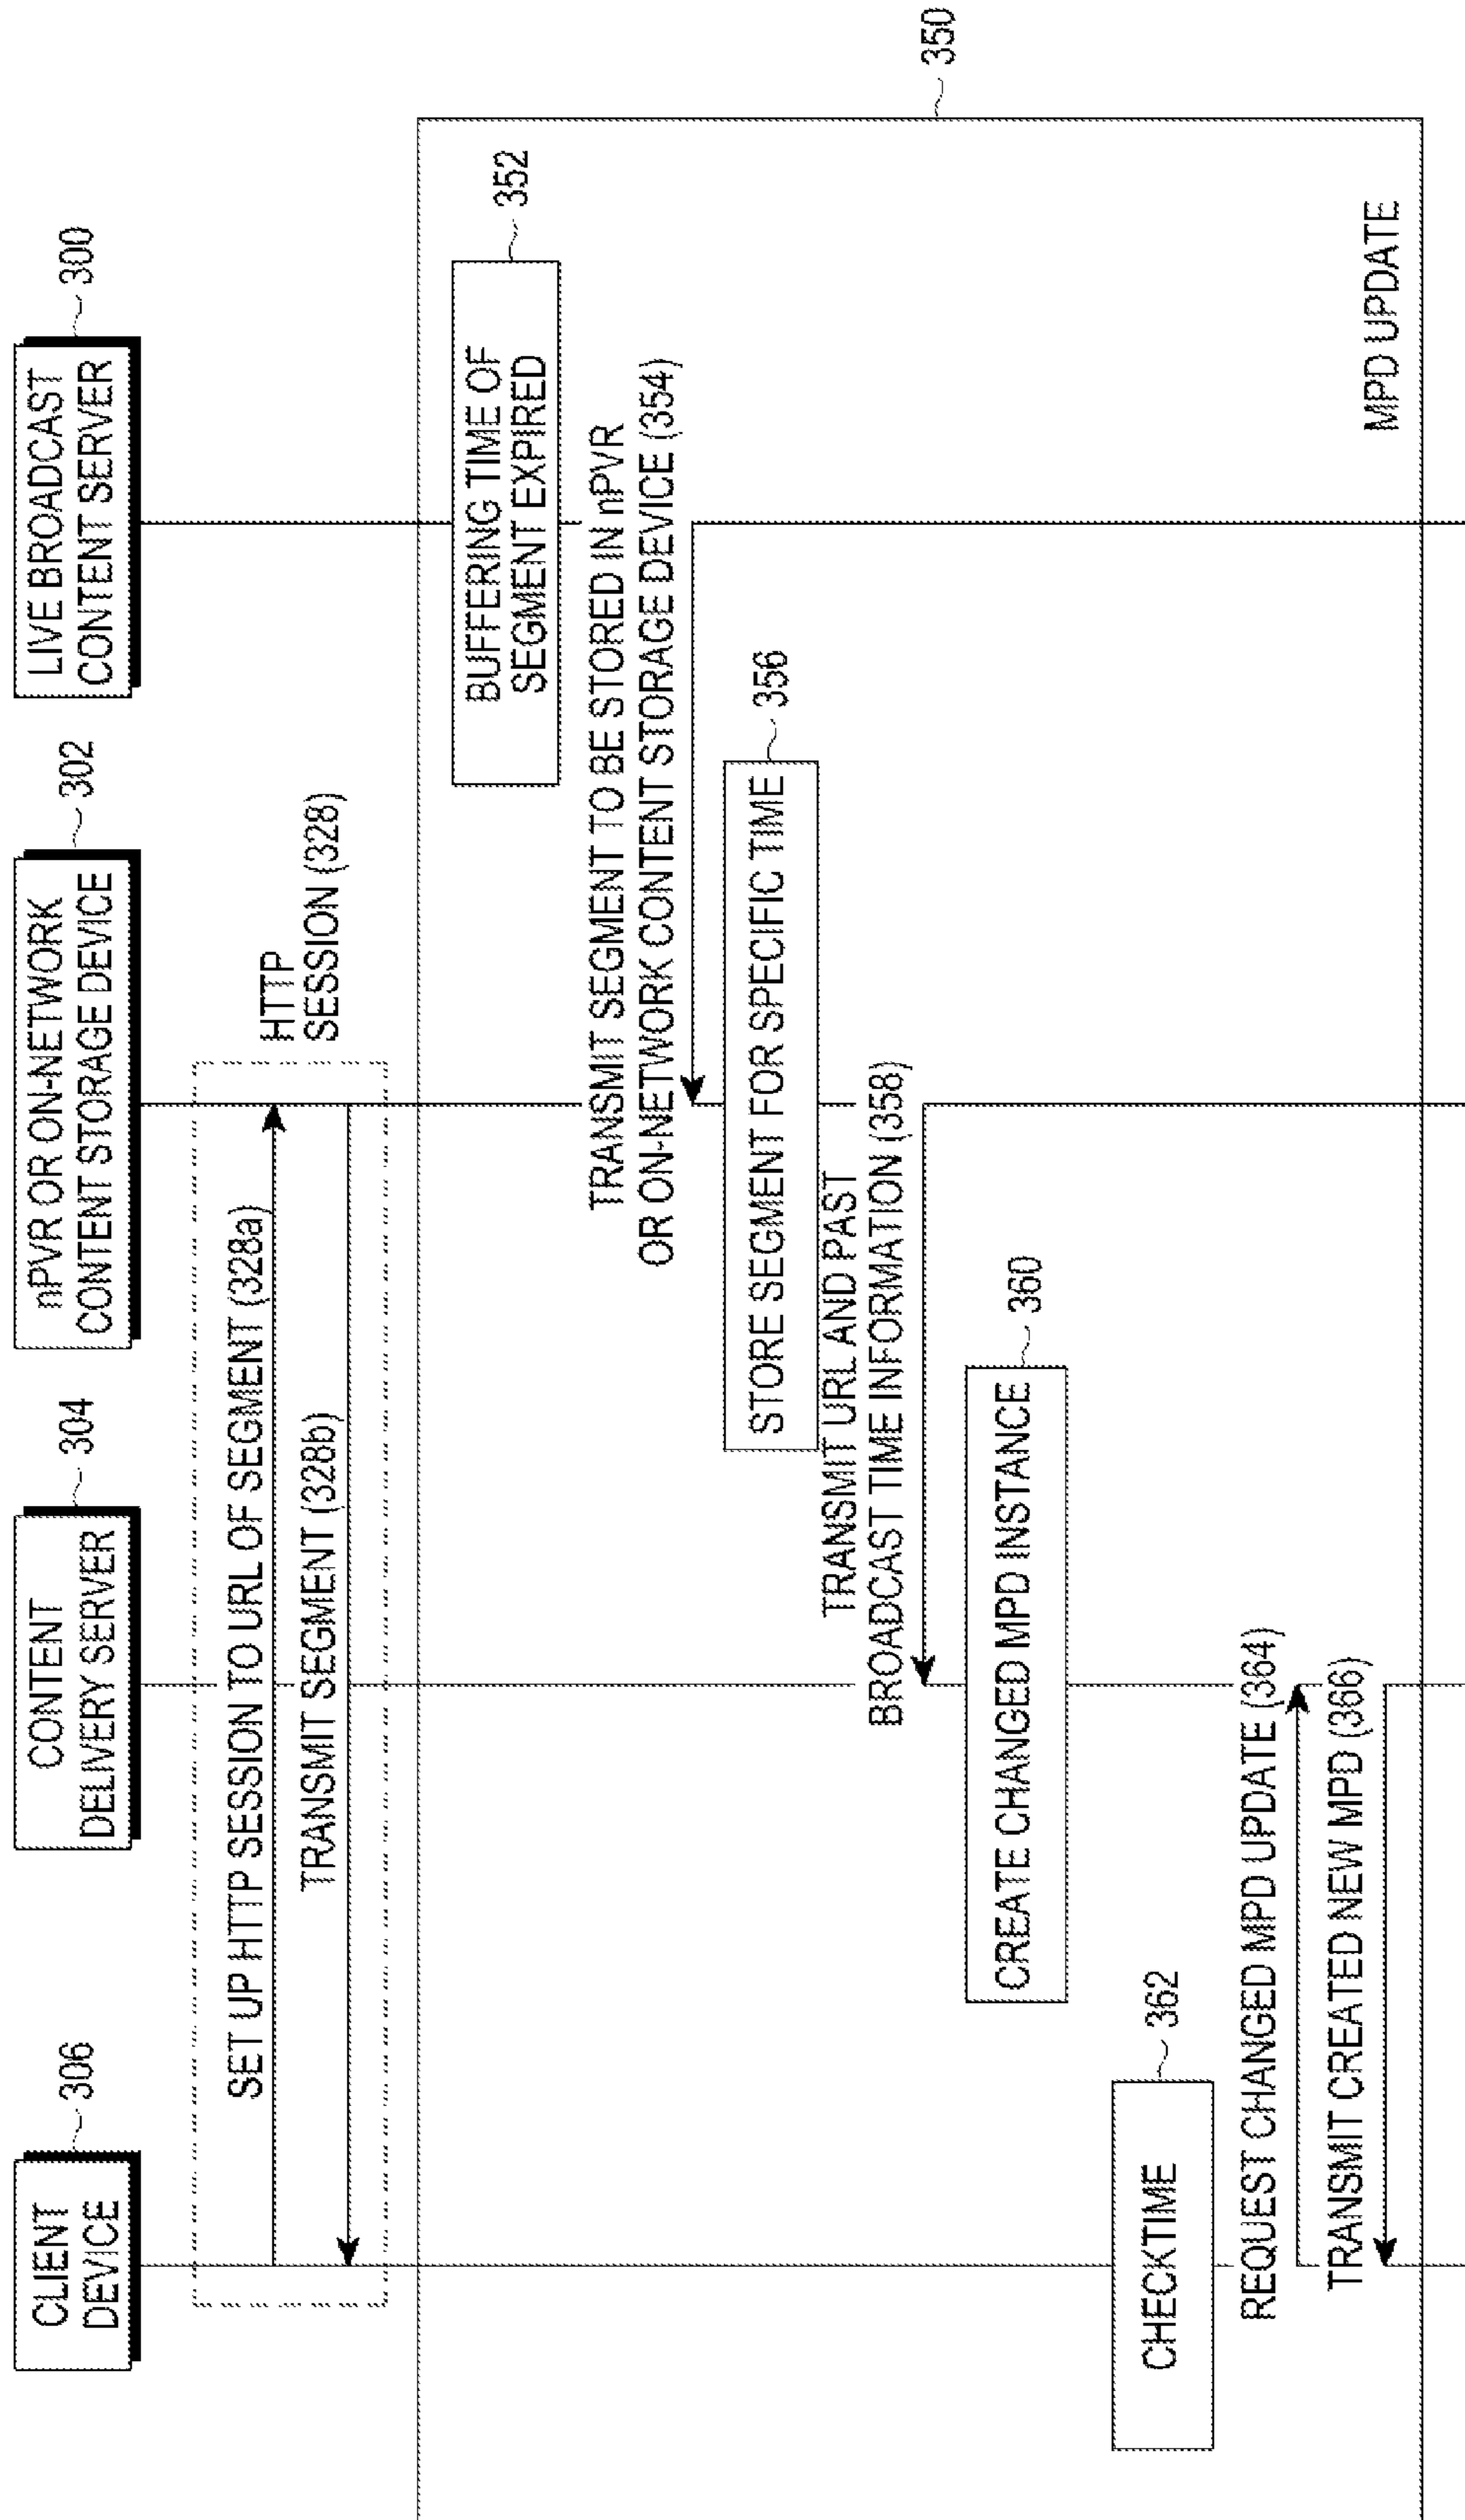 CLIENT
DEVICE
306
CONTENT
DELIVERY SERVER
304
nPVR OR ON-NETWORK
CONTENT STORAGE DEVICE
302
LIVE BROADCAST
CONTENT SERVER
300
SET UP HTTP SESSION TO URL OF SEGMENT (328a)
TRANSMIT SEGMENT (328b)
HTTP
SESSION (328)
350
BUFFERING TIME OF
SEGMENT EXPIRED
352
TRANSMIT SEGMENT TO BE STORED IN nPVR
OR ON-NETWORK CONTENT STORAGE DEVICE (354)
STORE SEGMENT FOR SPECIFIC TIME
356
TRANSMIT URL AND PAST
BROADCAST TIME INFORMATION (358)
CREATE CHANGED MPD INSTANCE
360
CHECKTIME
362
REQUEST CHANGED MPD UPDATE (364)
TRANSMIT CREATED NEW MPD (366)
MPD UPDATE